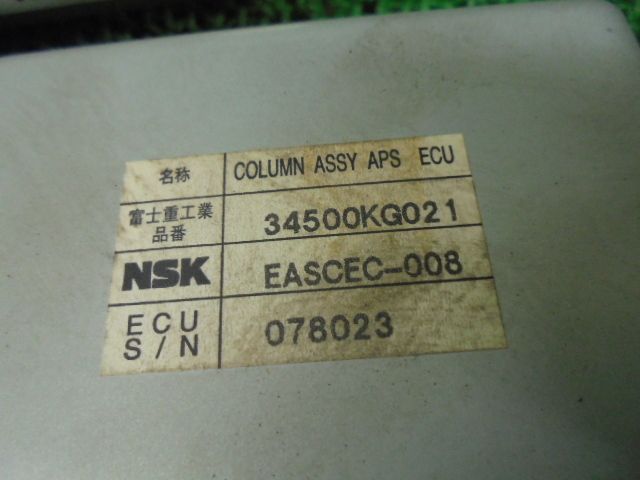 名称 COLUMN ASSY APS ECU
富士重工業 品番 34500KG021
NSK EASCEC-008
ECU S/N 078023